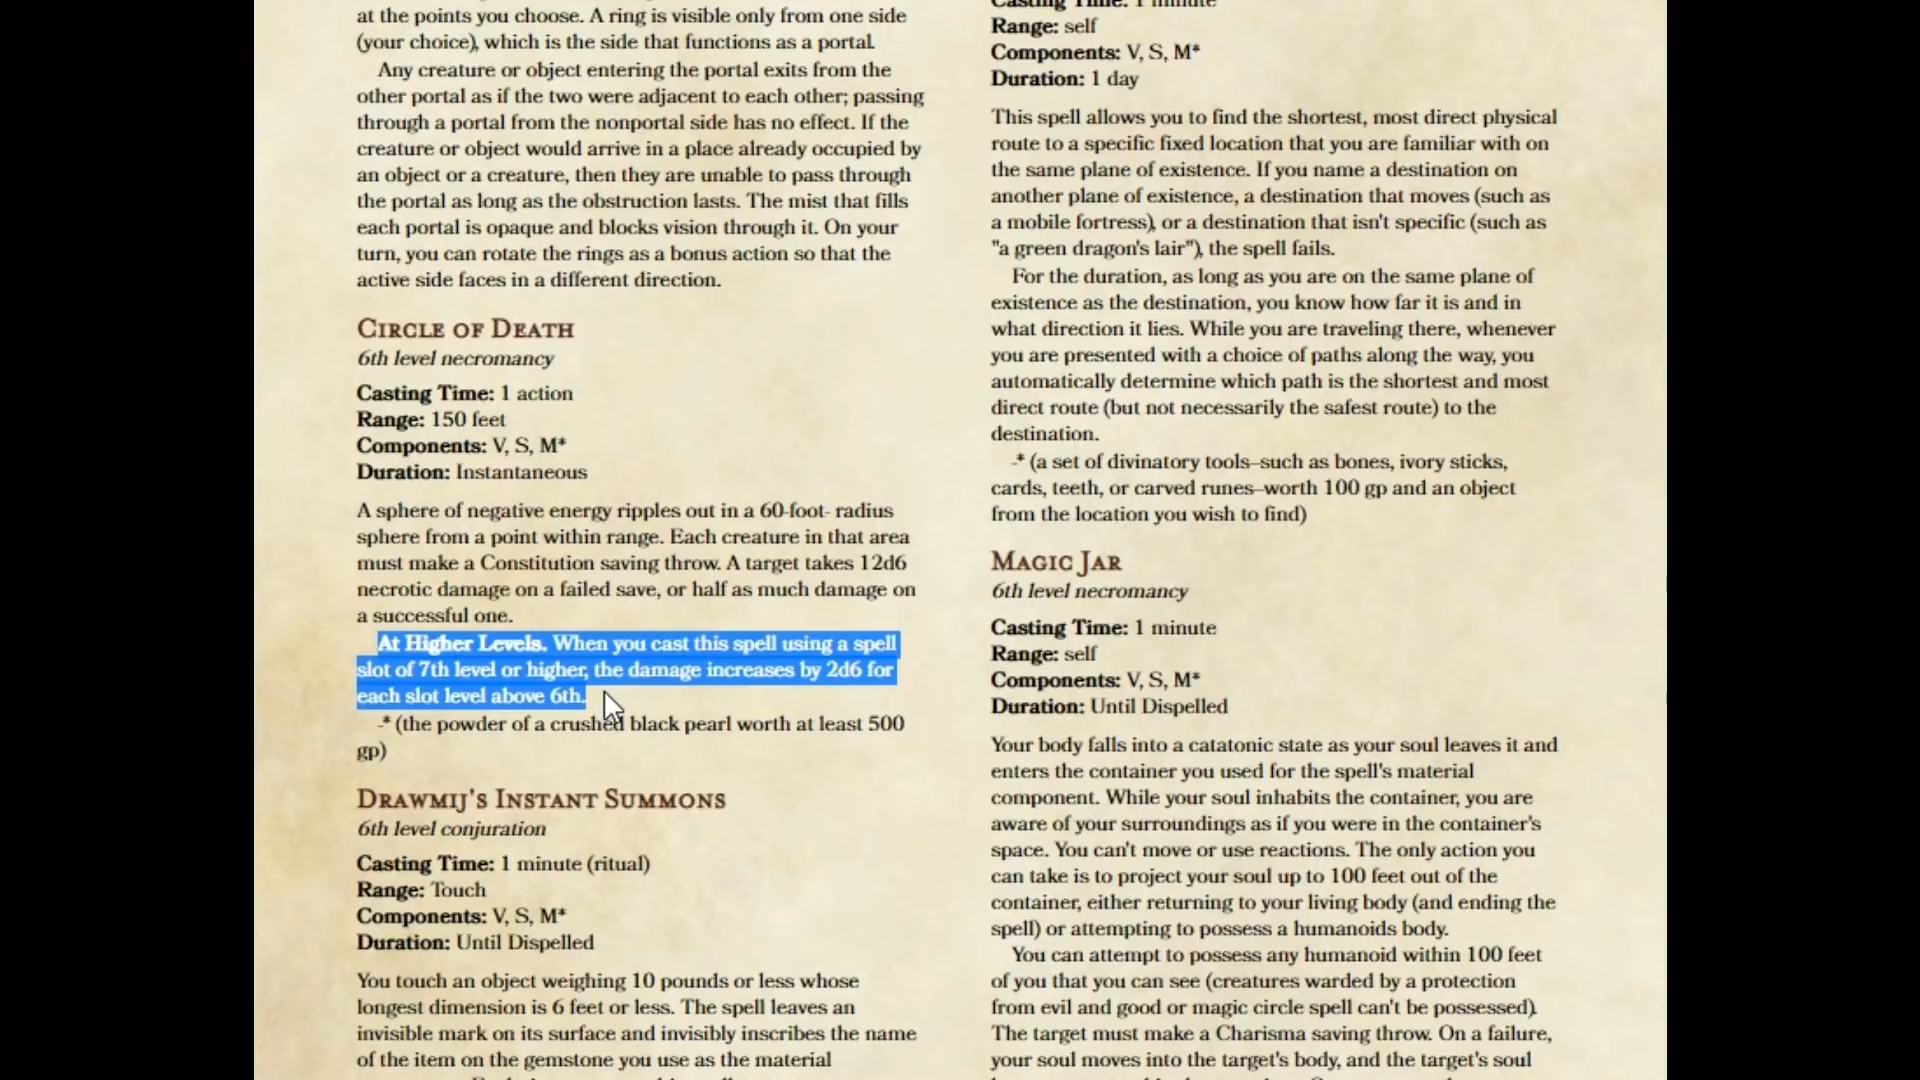 at the points you choose. A ring is visible only from one side
(your choice), which is the side that functions as a portal.
Any creature or object entering the portal exits from the
other portal as if the two were adjacent to each other; passing
through a portal from the nonportal side has no effect. If the
creature or object would arrive in a place already occupied by
an object or a creature, then they are unable to pass through
the portal as long as the obstruction lasts. The mist that fills
each portal is opaque and blocks vision through it. On your
turn, you can rotate the rings as a bonus action so that the
active side faces in a different direction.
Circle of Death
6th level necromancy
Casting Time: 1 action
Range: 150 feet
Components: V, S, M*
Duration: Instantaneous
A sphere of negative energy ripples out in a 60-foot- radius
sphere from a point within range. Each creature in that area
must make a Constitution saving throw. A target takes 12d6
necrotic damage on a failed save, or half as much damage on
a successful one.
At Higher Levels. When you cast this spell using a spell
slot of 7th level or higher, the damage increases by 2d6 for
each slot level above 6th.
-* (the powder of a crushed black pearl worth at least 500
gp)
Drawmij's Instant Summons
6th level conjuration
Casting Time: 1 minute (ritual)
Range: Touch
Components: V, S, M*
Duration: Until Dispelled
You touch an object weighing 10 pounds or less whose
longest dimension is 6 feet or less. The spell leaves an
invisible mark on its surface and invisibly inscribes the name
of the item on the gemstone you use as the material
Casting Time: 1 minute
Range: self
Components: V, S, M*
Duration: 1 day
This spell allows you to find the shortest, most direct physical
route to a specific fixed location that you are familiar with on
the same plane of existence. If you name a destination on
another plane of existence, a destination that moves (such as
a mobile fortress), or a destination that isn't specific (such as
"a green dragon's lair"), the spell fails.
For the duration, as long as you are on the same plane of
existence as the destination, you know how far it is and in
what direction it lies. While you are traveling there, whenever
you are presented with a choice of paths along the way, you
automatically determine which path is the shortest and most
direct route (but not necessarily the safest route) to the
destination.
-* (a set of divinatory tools–such as bones, ivory sticks,
cards, teeth, or carved runes–worth 100 gp and an object
from the location you wish to find)
Magic Jar
6th level necromancy
Casting Time: 1 minute
Range: self
Components: V, S, M*
Duration: Until Dispelled
Your body falls into a catatonic state as your soul leaves it and
enters the container you used for the spell's material
component. While your soul inhabits the container, you are
aware of your surroundings as if you were in the container's
space. You can't move or use reactions. The only action you
can take is to project your soul up to 100 feet out of the
container, either returning to your living body (and ending the
spell) or attempting to possess a humanoids body.
You can attempt to possess any humanoid within 100 feet
of you that you can see (creatures warded by a protection
from evil and good or magic circle spell can't be possessed).
The target must make a Charisma saving throw. On a failure,
your soul moves into the target's body, and the target's soul